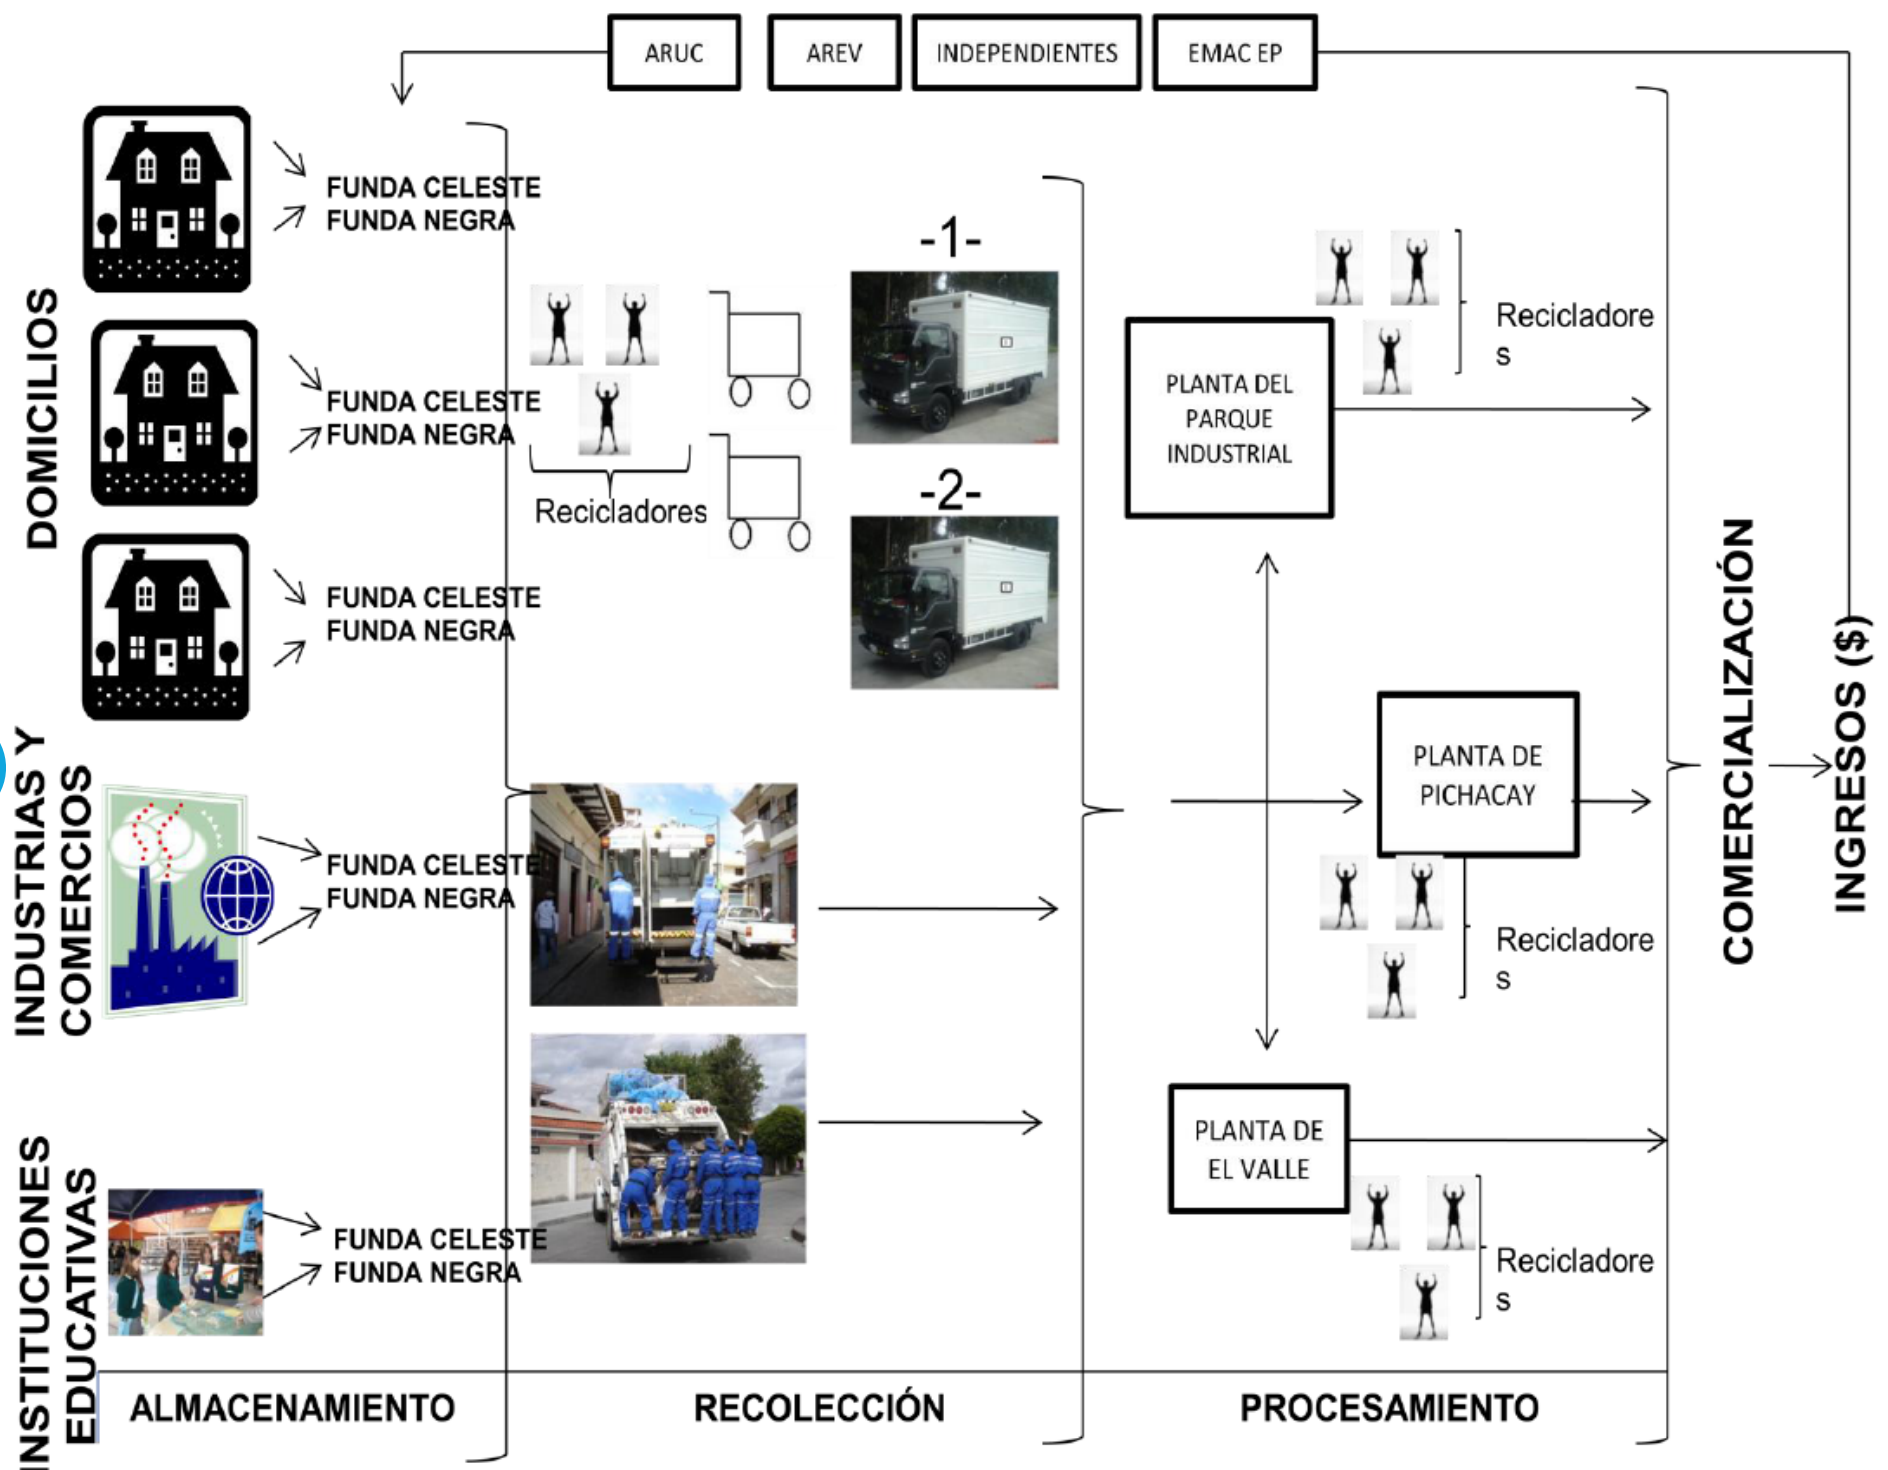 ARUC
AREV
INDEPENDIENTES
EMAC EP
DOMICILIOS
FUNDA CELESTE
FUNDA NEGRA
FUNDA CELESTE
FUNDA NEGRA
FUNDA CELESTE
FUNDA NEGRA
INDUSTRIAS Y
COMERCIOS
FUNDA CELESTE
FUNDA NEGRA
INSTITUCIONES
EDUCATIVAS
FUNDA CELESTE
FUNDA NEGRA
Recicladores
-1-
-2-
PLANTA DEL
PARQUE
INDUSTRIAL
Recicladore
s
PLANTA DE
PICHACAY
Recicladore
s
PLANTA DE
EL VALLE
Recicladore
s
COMERCIALIZACIÓN
INGRESOS ($)
ALMACENAMIENTO
RECOLECCIÓN
PROCESAMIENTO